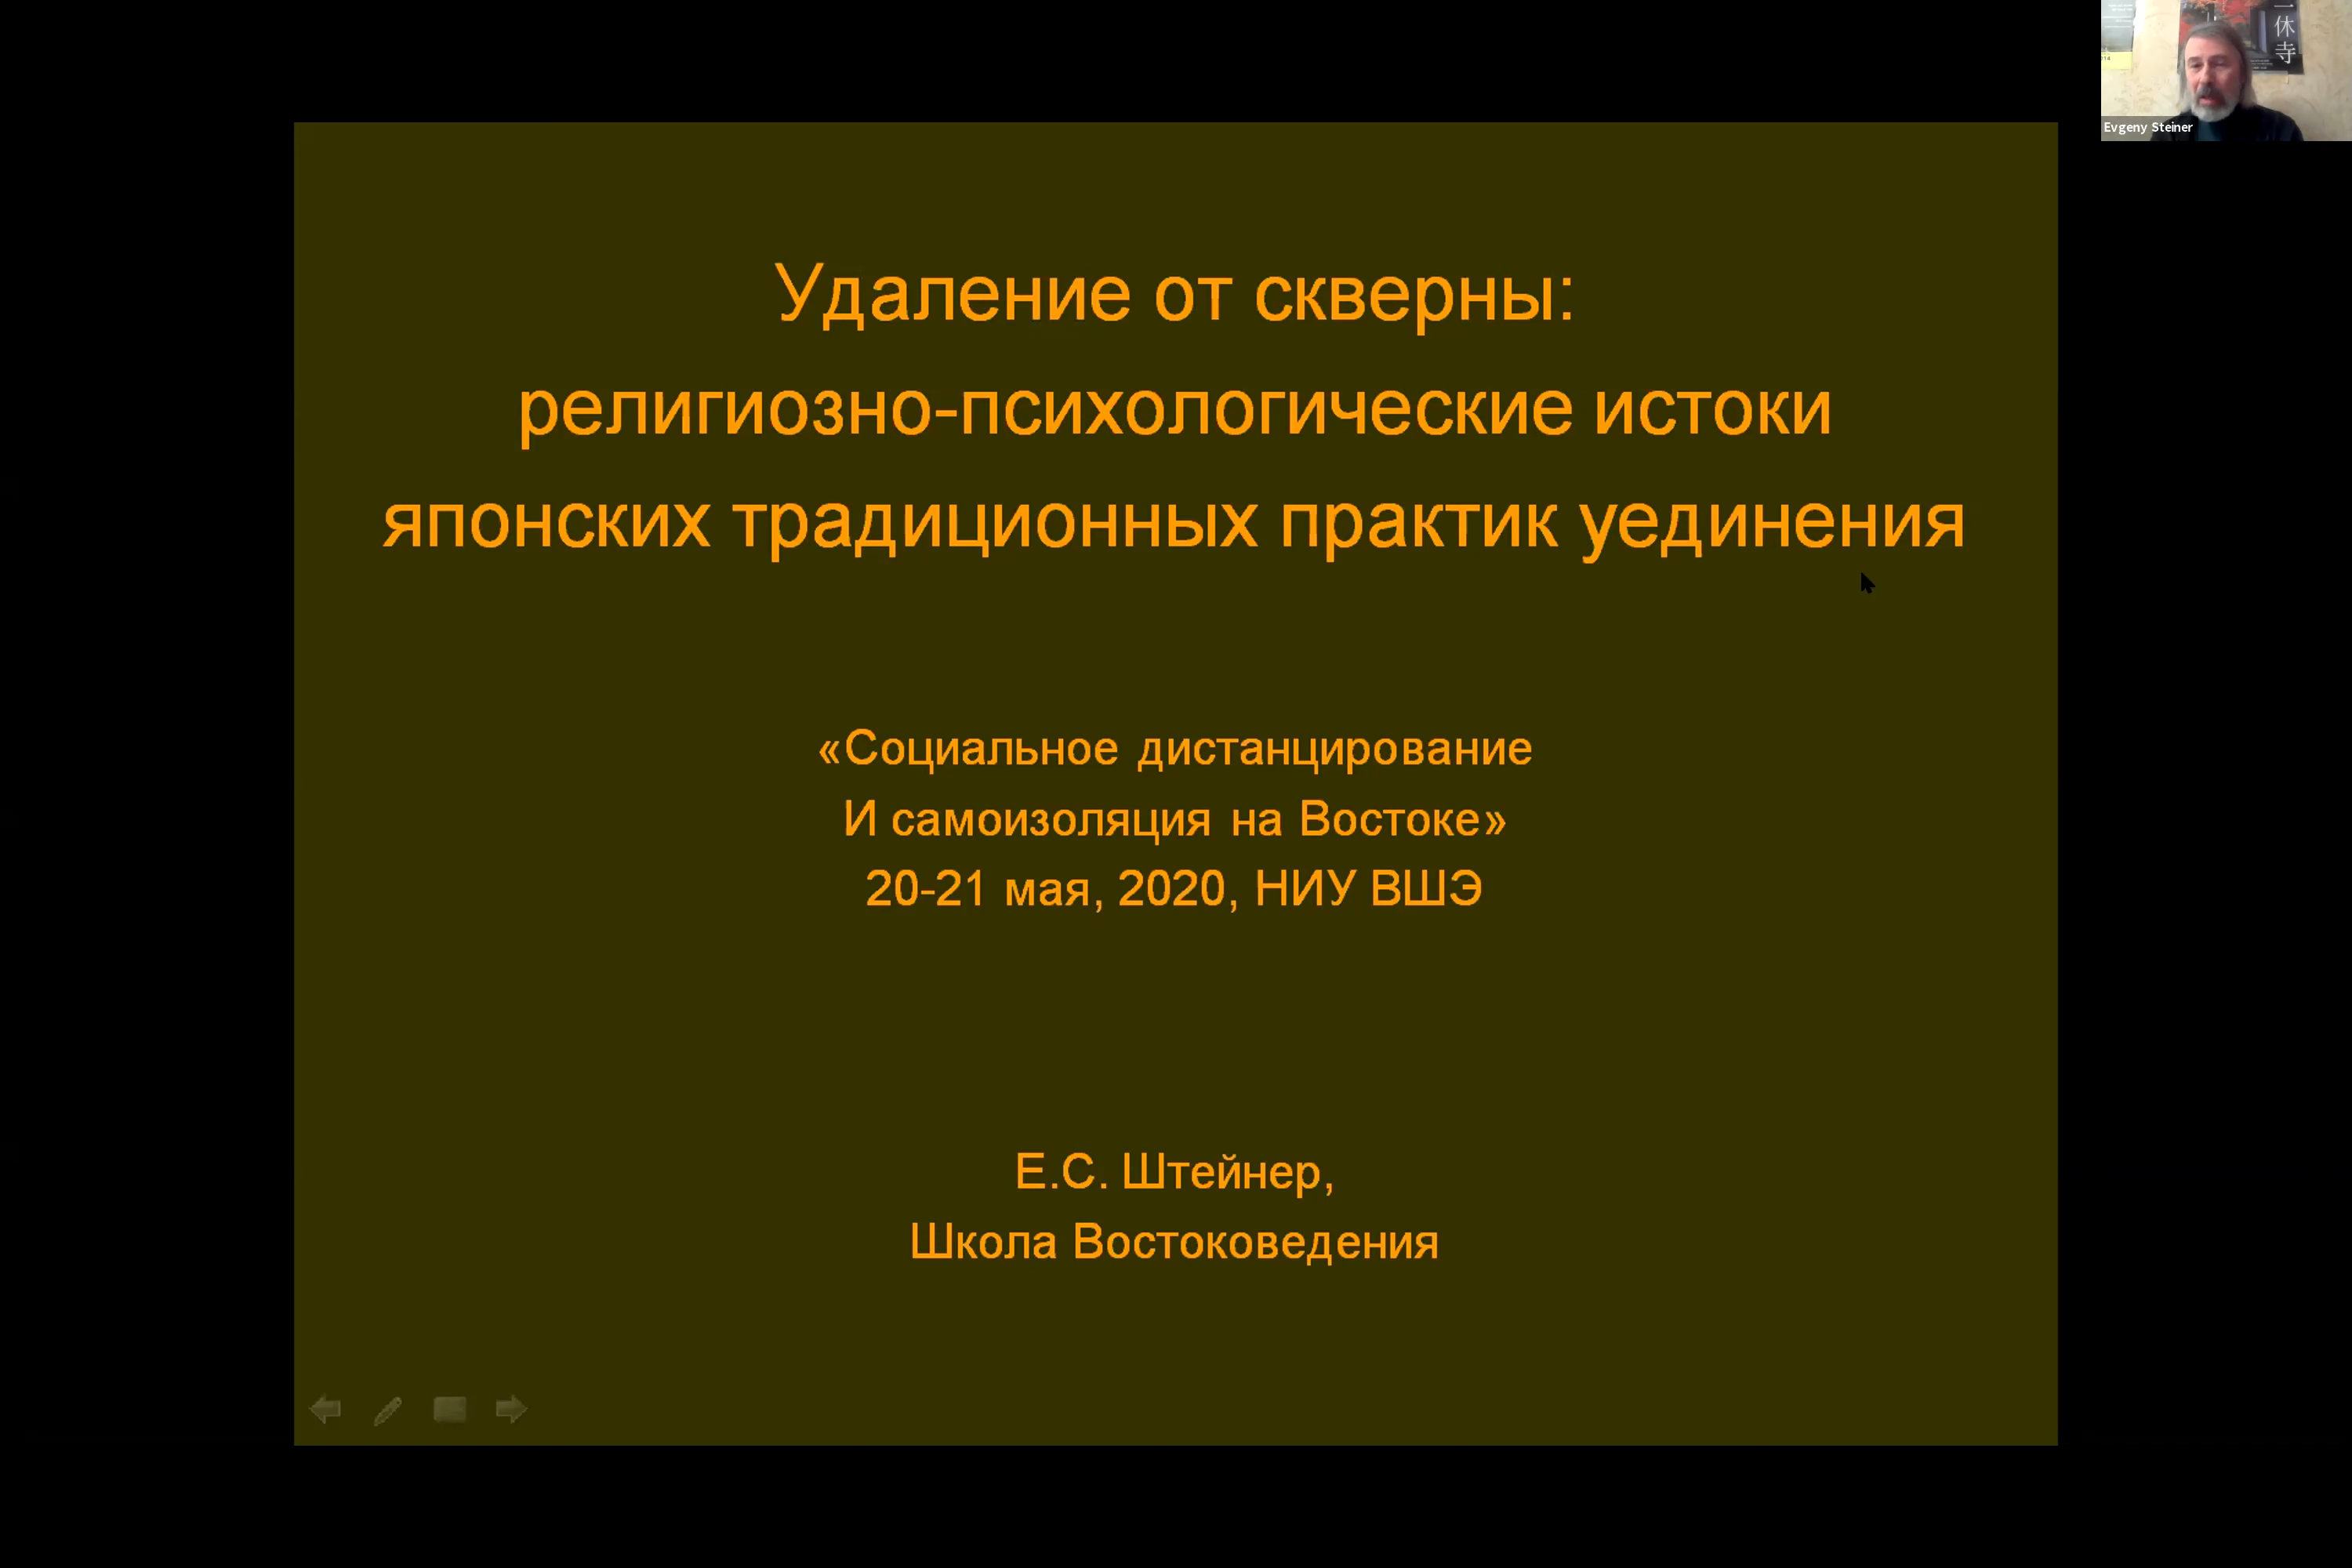 Удаление от скверны:
религиозно-психологические истоки
японских традиционных практик уединения
«Социальное дистанцирование
И самоизоляция на Востоке»
20-21 мая, 2020, НИУ ВШЭ
Е.С. Штейнер,
Школа Востоковедения
一休寺
Evgeny Steiner